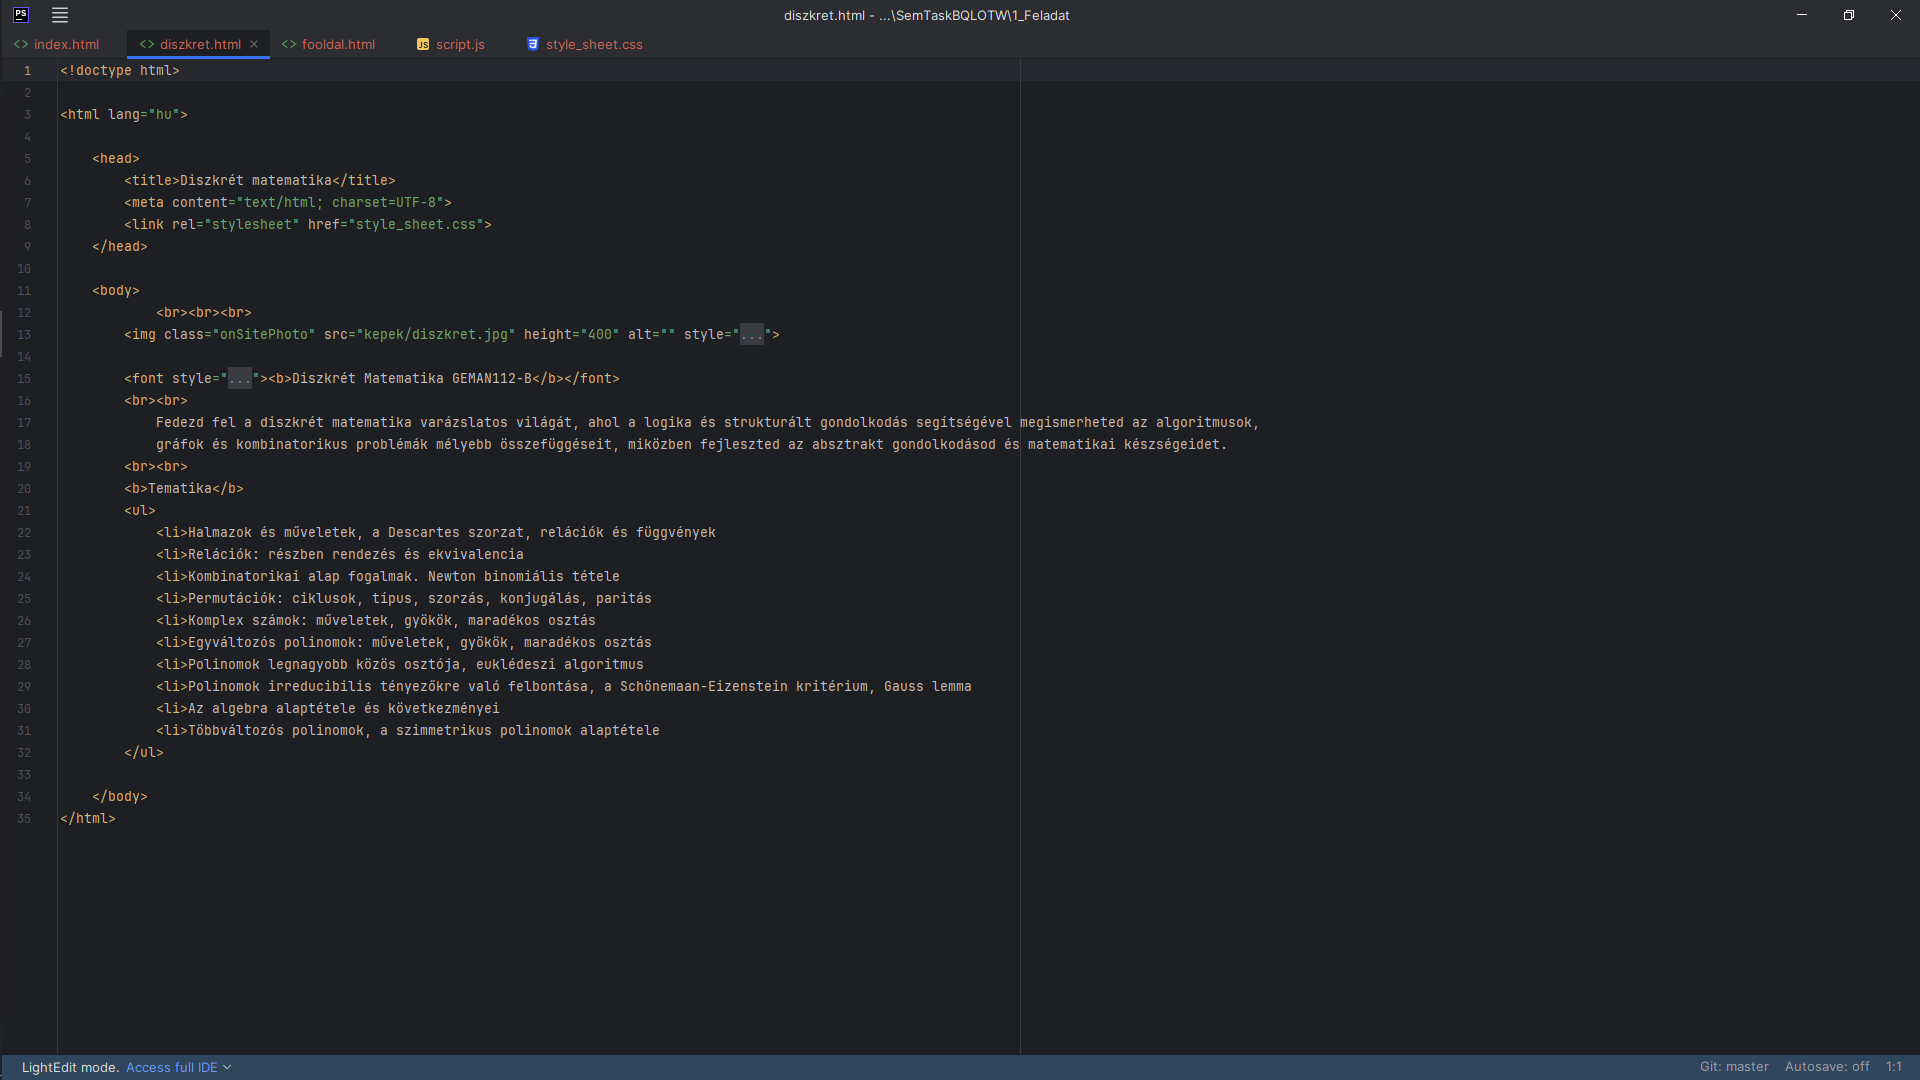 PS
diszkret.html - ...\SemTaskBQLOTW\1_Feladat
<> index.html <> diszkret.html <> fooldal.html JS script.js style_sheet.css
1 <!doctype html>
2
3 <html lang="hu">
4
5 <head>
6 <title>Diszkrét matematika</title>
7 <meta content="text/html; charset=UTF-8">
8 <link rel="stylesheet" href="style_sheet.css">
9 </head>
10
11 <body>
12 <br><br><br>
13 <img class="onSitePhoto" src="kepek/diszkret.jpg" height="400" alt="" style="...">
14
15 <font style="..."><b>Diszkrét Matematika GEMAN112-B</b></font>
16 <br><br>
17 Fedezd fel a diszkrét matematika varázslatos világát, ahol a logika és strukturált gondolkodás segítségével megismerheted az algoritmusok,
18 gráfok és kombinatorikus problémák mélyebb összefüggéseit, miközben fejleszted az absztrakt gondolkodásod és matematikai készségeidet.
19 <br><br>
20 <b>Tematika</b>
21 <ul>
22 <li>Halmazok és műveletek, a Descartes szorzat, relációk és függvények
23 <li>Relációk: részben rendezés és ekvivalencia
24 <li>Kombinatorikai alap fogalmak. Newton binomiális tétele
25 <li>Permutációk: ciklusok, típus, szorzás, konjugálás, paritás
26 <li>Komplex számok: műveletek, gyökök, maradékos osztás
27 <li>Egyváltozós polinomok: műveletek, gyökök, maradékos osztás
28 <li>Polinomok legnagyobb közös osztója, euklédeszi algoritmus
29 <li>Polinomok irreducibilis tényezőkre való felbontása, a Schönemaan-Eizenstein kritérium, Gauss lemma
30 <li>Az algebra alaptétele és következményei
31 <li>Többváltozós polinomok, a szimmetrikus polinomok alaptétele
32 </ul>
33
34 </body>
35 </html>
LightEdit mode. Access full IDE Git: master Autosave: off 1:1